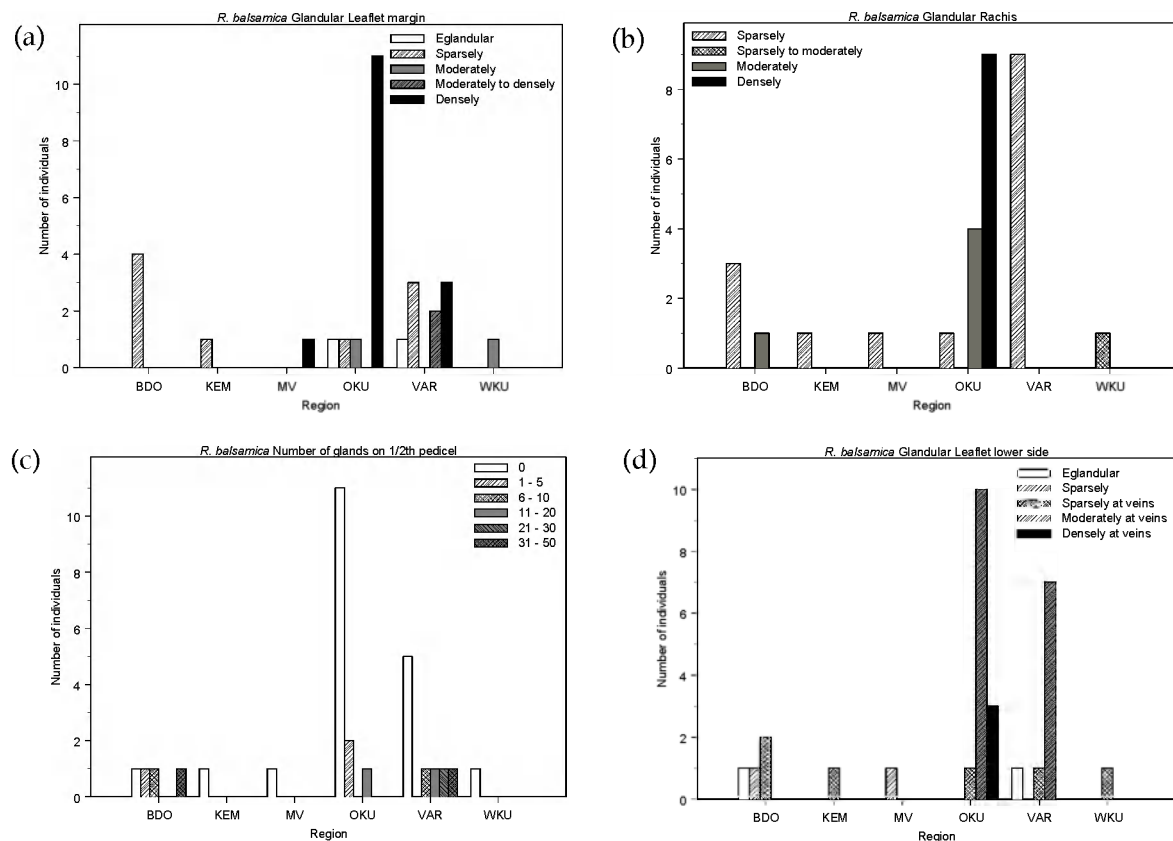 (a)
R. balsamica Glandular Leaflet margin
Eglandular
Sparsely
Moderately
Moderately to densely
Densely
Number of individuals
10
8
6
4
2
0
BDO KEM MV OKU VAR WKU
Region
(b)
R. balsamica Glandular Rachis
Sparsely
Sparsely to moderately
Moderately
Densely
Number of individuals
8
6
4
2
0
BDO KEM MV OKU VAR WKU
Region
(c)
R. balsamica Number of glands on 1/2th pedicel
0
1 - 5
6 - 10
11 - 20
21 - 30
31 - 50
Number of individuals
10
8
6
4
2
0
BDO KEM MV OKU VAR WKU
Region
(d)
R. balsamica Glandular Leaflet lower side
Eglandular
Sparsely
Sparsely at veins
Moderately at veins
Densely at veins
Number of individuals
10
8
6
4
2
0
BDO KEM MV OKU VAR WKU
Region